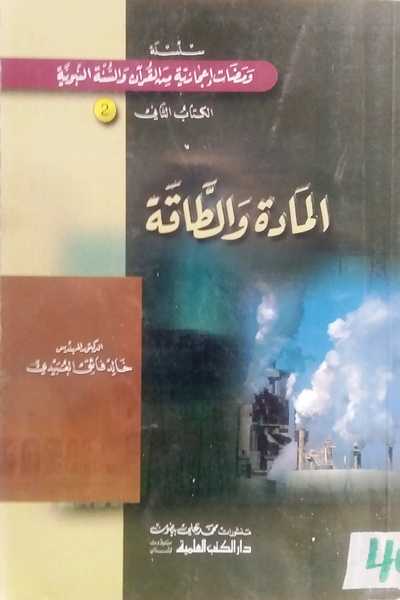 سلسلة
ومضات إعجازية من القرآن والسنة النبوية
الكتاب الثاني 2
المادة والطاقة
الدكتور المهندس
خالد فائق العبيدي
منشورات محمد علي بيضون
دار الكتب العلمية